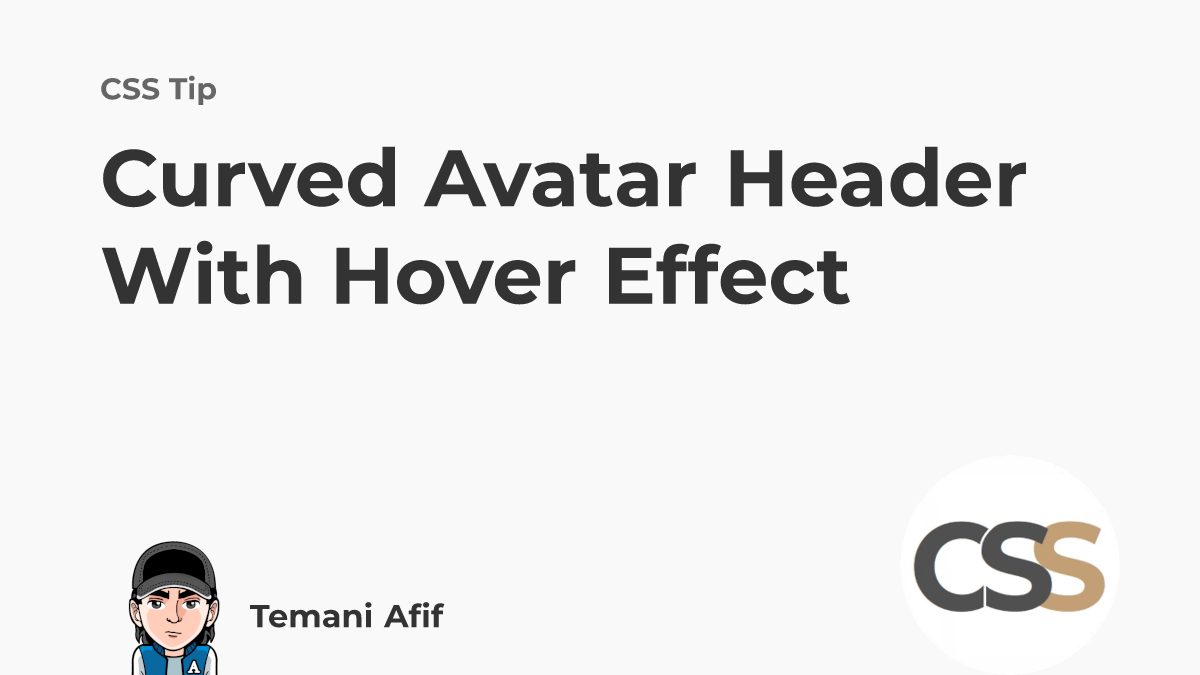 CSS Tip
Curved Avatar Header
With Hover Effect
A
Temani Afif
CSS